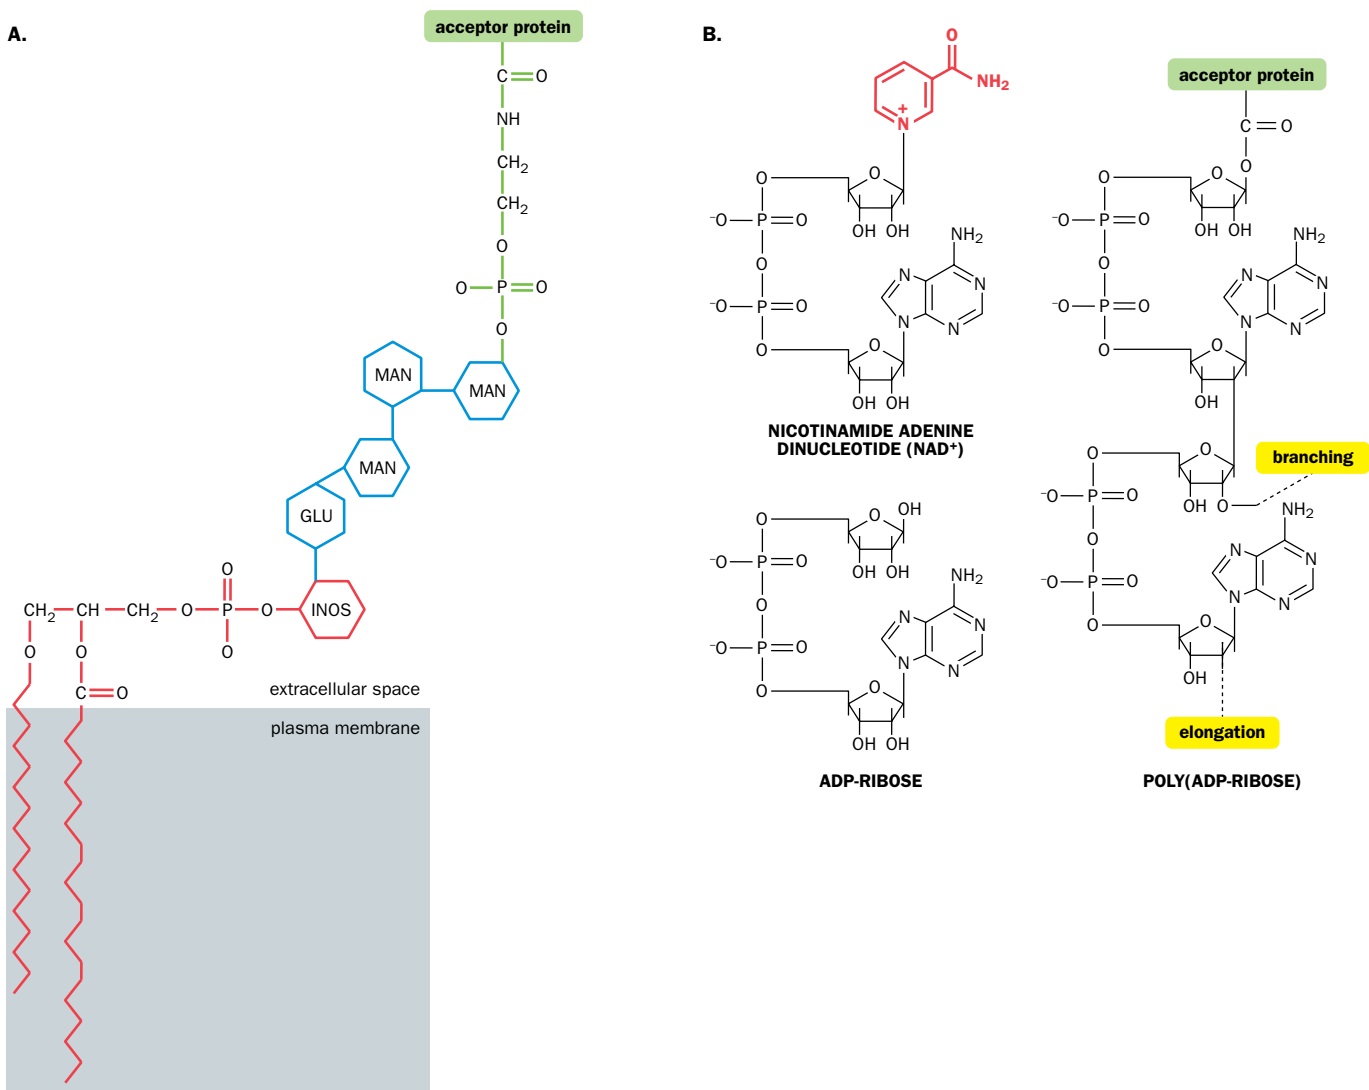 A.
acceptor protein
C O
NH
CH2
CH2
O
O P O
O
MAN MAN
MAN
GLU
O
CH2 CH CH2 O P O INOS
O O O
C O
extracellular space
plasma membrane
B.
O
NH2
+
N
O O
⁻O P O OH OH
O NH2
⁻O P O N N
O O N N
OH OH
NICOTINAMIDE ADENINE
DINUCLEOTIDE (NAD⁺)
O O OH
⁻O P O OH OH
O NH2
⁻O P O N N
O O N N
OH OH
ADP-RIBOSE
acceptor protein
C O
O
O O
⁻O P O OH OH
O NH2
⁻O P O N N
O O N N
OH
O O branching
⁻O P O OH O
O NH2
⁻O P O N N
O O N N
OH
elongation
POLY(ADP-RIBOSE)